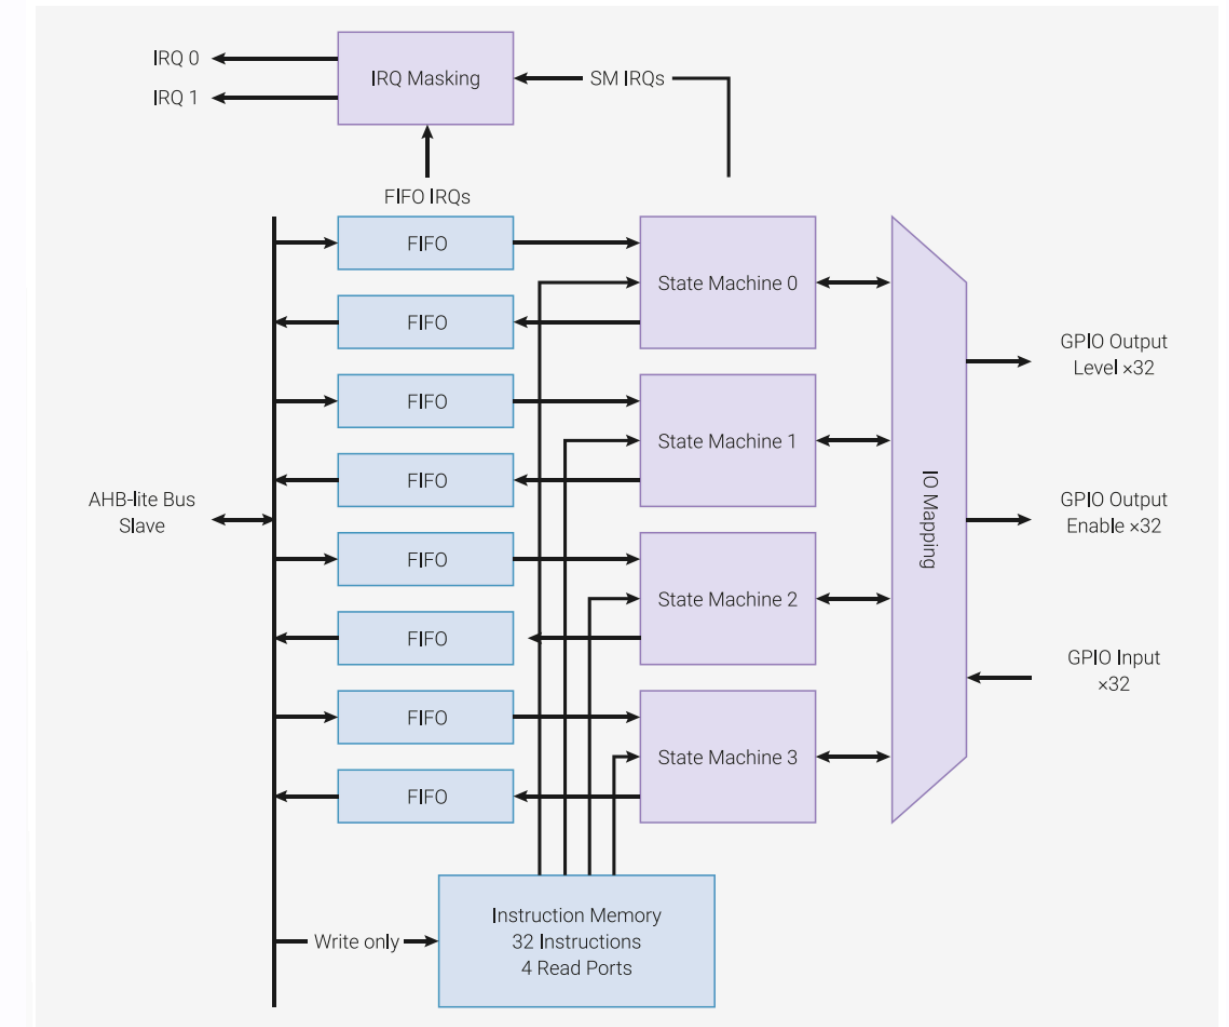 IRQ 0
IRQ 1
IRQ Masking
SM IRQs
FIFO IRQs
FIFO
State Machine 0
FIFO
FIFO
State Machine 1
FIFO
AHB-lite Bus
Slave
FIFO
State Machine 2
FIFO
FIFO
State Machine 3
FIFO
IO Mapping
GPIO Output
Level ×32
GPIO Output
Enable ×32
GPIO Input
×32
Write only
Instruction Memory
32 Instructions
4 Read Ports